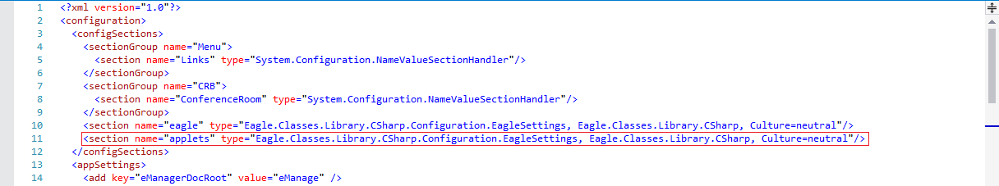 1 <?xml version="1.0"?>
2 <configuration>
3 <configSections>
4 <sectionGroup name="Menu">
5 <section name="Links" type="System.Configuration.NameValueSectionHandler"/>
6 </sectionGroup>
7 <sectionGroup name="CRB">
8 <section name="ConferenceRoom" type="System.Configuration.NameValueSectionHandler"/>
9 </sectionGroup>
10 <section name="eagle" type="Eagle.Classes.Library.CSharp.Configuration.EagleSettings, Eagle.Classes.Library.CSharp, Culture=neutral"/>
11 <section name="applets" type="Eagle.Classes.Library.CSharp.Configuration.EagleSettings, Eagle.Classes.Library.CSharp, Culture=neutral"/>
12 </configSections>
13 <appSettings>
14 <add key="eManagerDocRoot" value="eManage" />